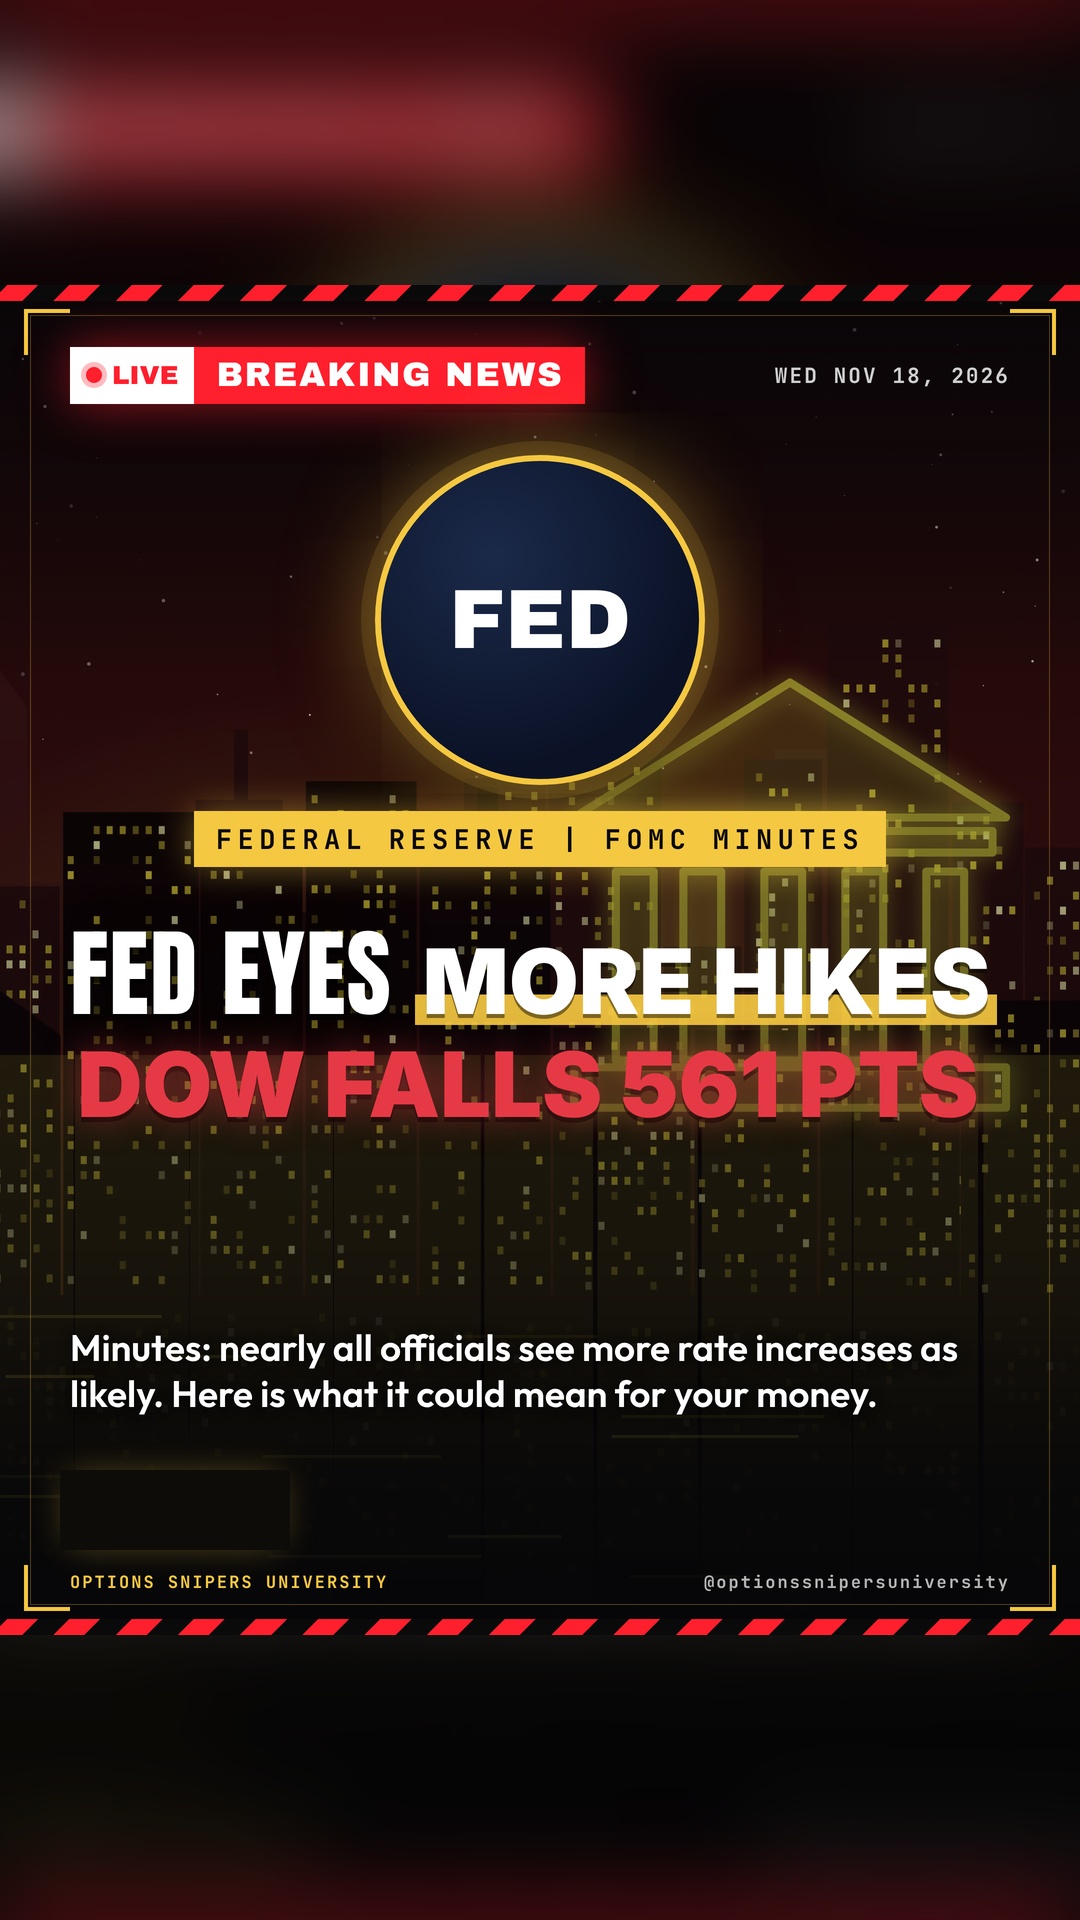 LIVE BREAKING NEWS
WED NOV 18, 2026
FED
FEDERAL RESERVE | FOMC MINUTES
FED EYES MORE HIKES
DOW FALLS 561 PTS
Minutes: nearly all officials see more rate increases as
likely. Here is what it could mean for your money.
OPTIONS SNIPERS UNIVERSITY
@optionssnipersuniversity